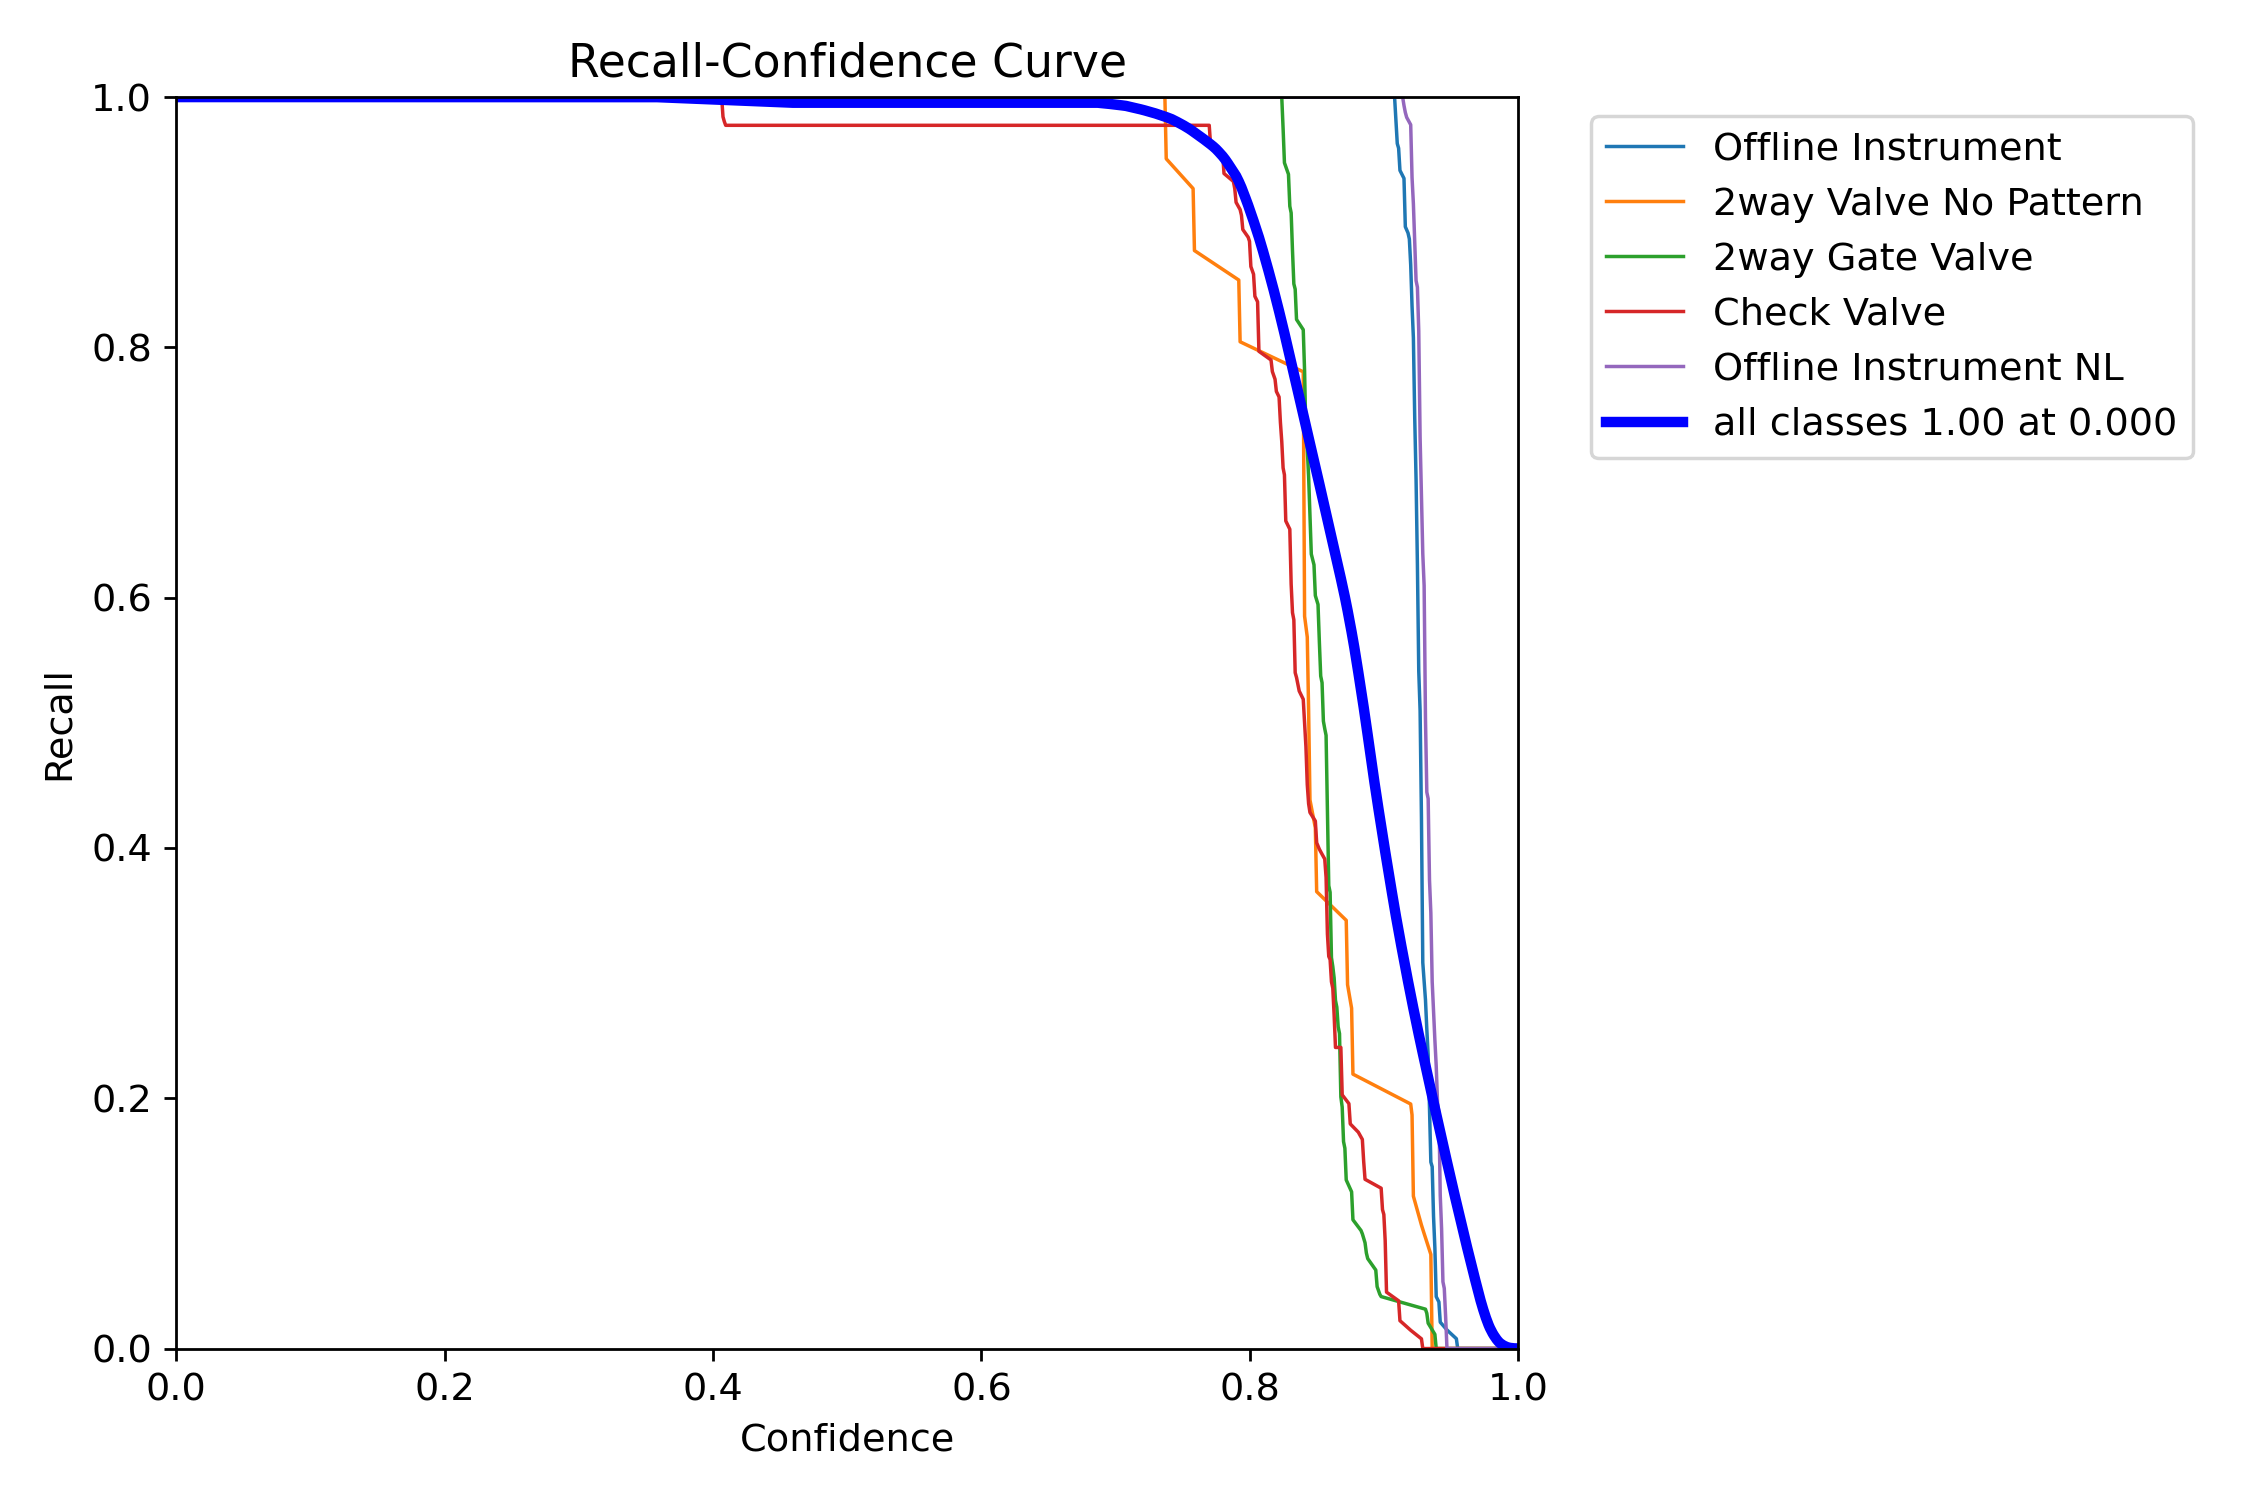 Recall-Confidence Curve
1.0
0.8
0.6
0.4
0.2
0.0
Recall
0.0 0.2 0.4 0.6 0.8 1.0
Confidence
Offline Instrument
2way Valve No Pattern
2way Gate Valve
Check Valve
Offline Instrument NL
all classes 1.00 at 0.000